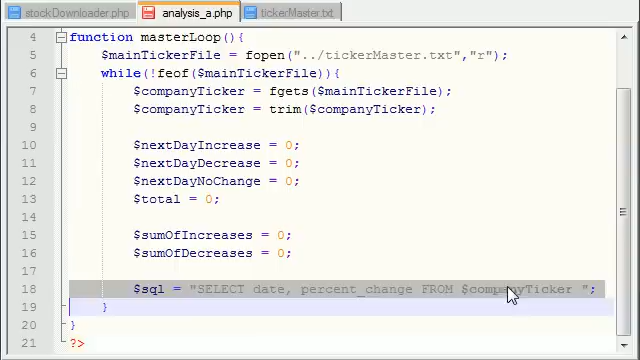 stockDownloader.php analysis_a.php tickerMaster.txt
4 function masterLoop(){
5 $mainTickerFile = fopen("../tickerMaster.txt","r");
6 while(!feof($mainTickerFile)){
7 $companyTicker = fgets($mainTickerFile);
8 $companyTicker = trim($companyTicker);
9
10 $nextDayIncrease = 0;
11 $nextDayDecrease = 0;
12 $nextDayNoChange = 0;
13 $total = 0;
14
15 $sumOfIncreases = 0;
16 $sumOfDecreases = 0;
17
18 $sql = "SELECT date, percent_change FROM $companyTicker ";
19 }
20 }
21 ?>